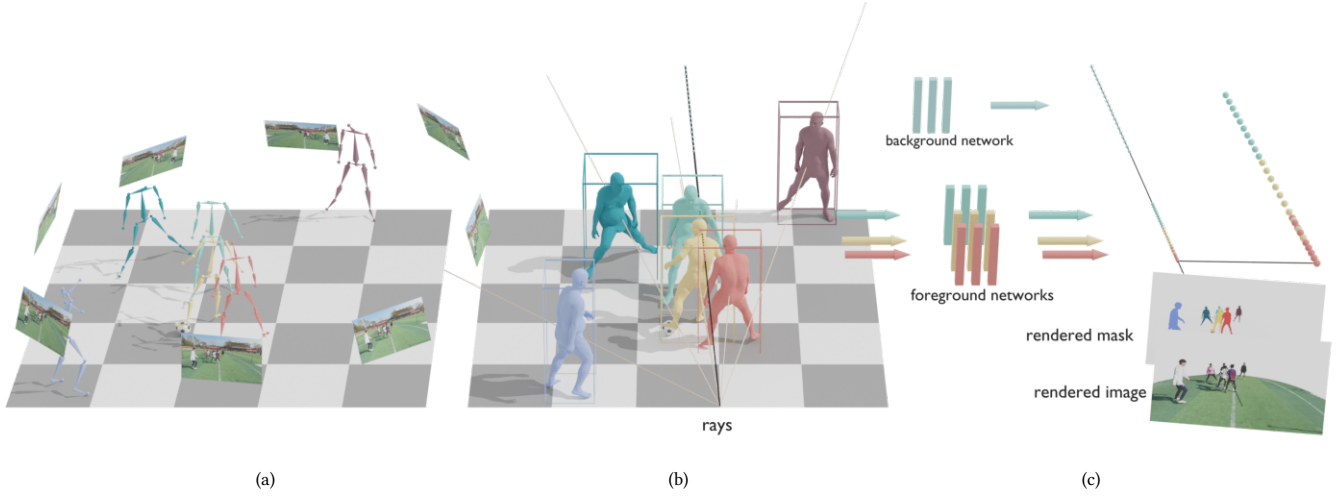 background network
foreground networks
rendered mask
rendered image
rays
(a)
(b)
(c)